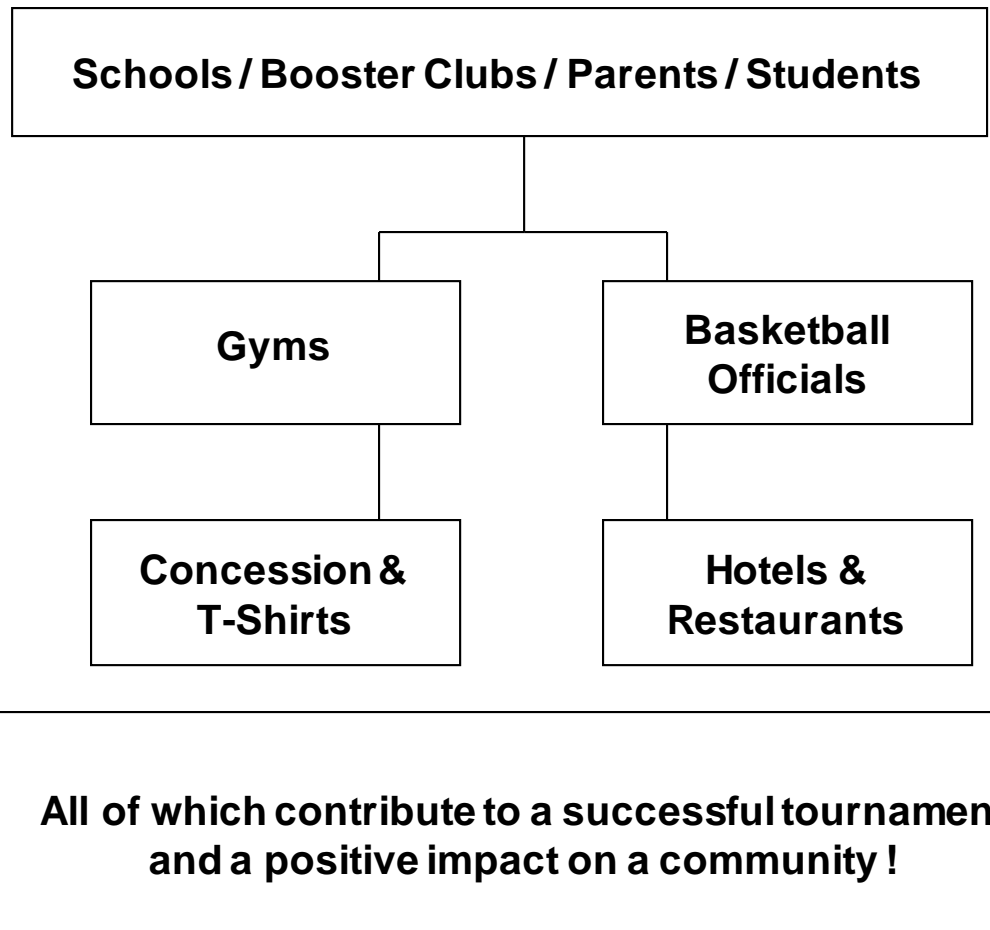 Schools / Booster Clubs / Parents / Students
Gyms
Basketball
Officials
Concession &
T-Shirts
Hotels &
Restaurants
All of which contribute to a successful tournamen
and a positive impact on a community !